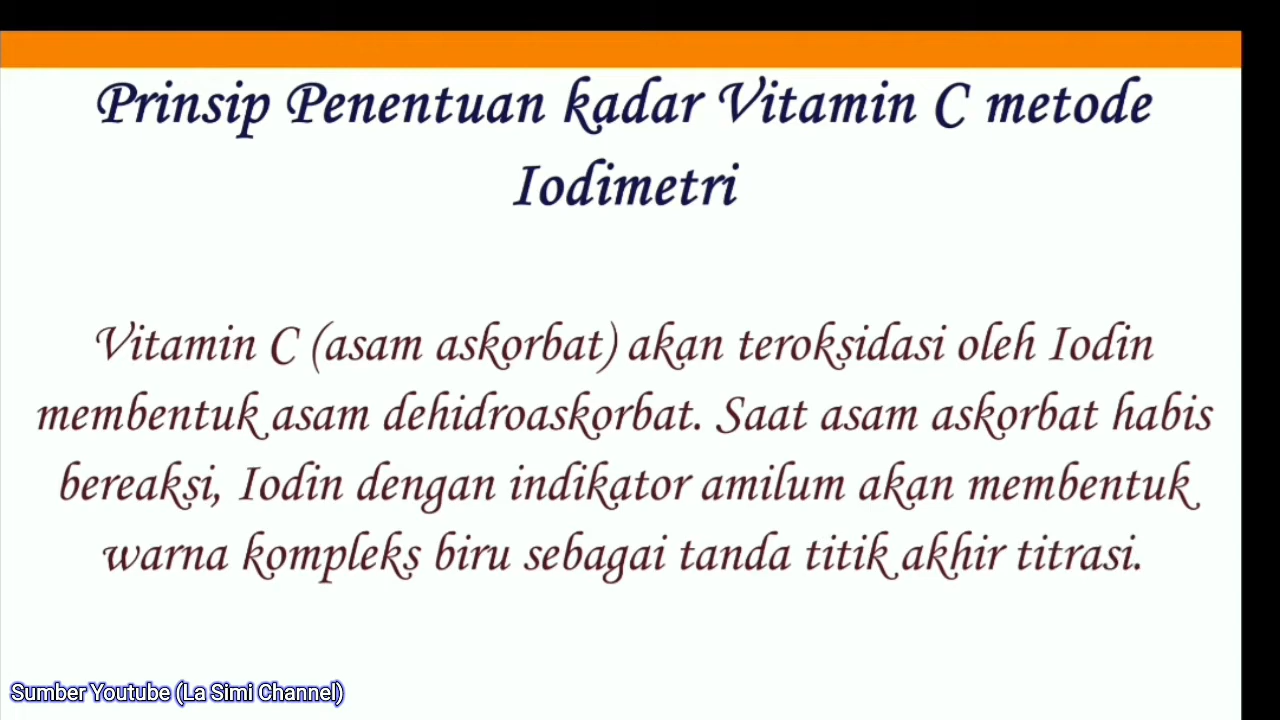 Prinsip Penentuan kadar Vitamin C metode
Iodimetri
Vitamin C (asam askorbat) akan teroksidasi oleh Iodin
membentuk asam dehidroaskorbat. Saat asam askorbat habis
bereaksi, Iodin dengan indikator amilum akan membentuk
warna kompleks biru sebagai tanda titik akhir titrasi.
Sumber Youtube (La Simi Channel)